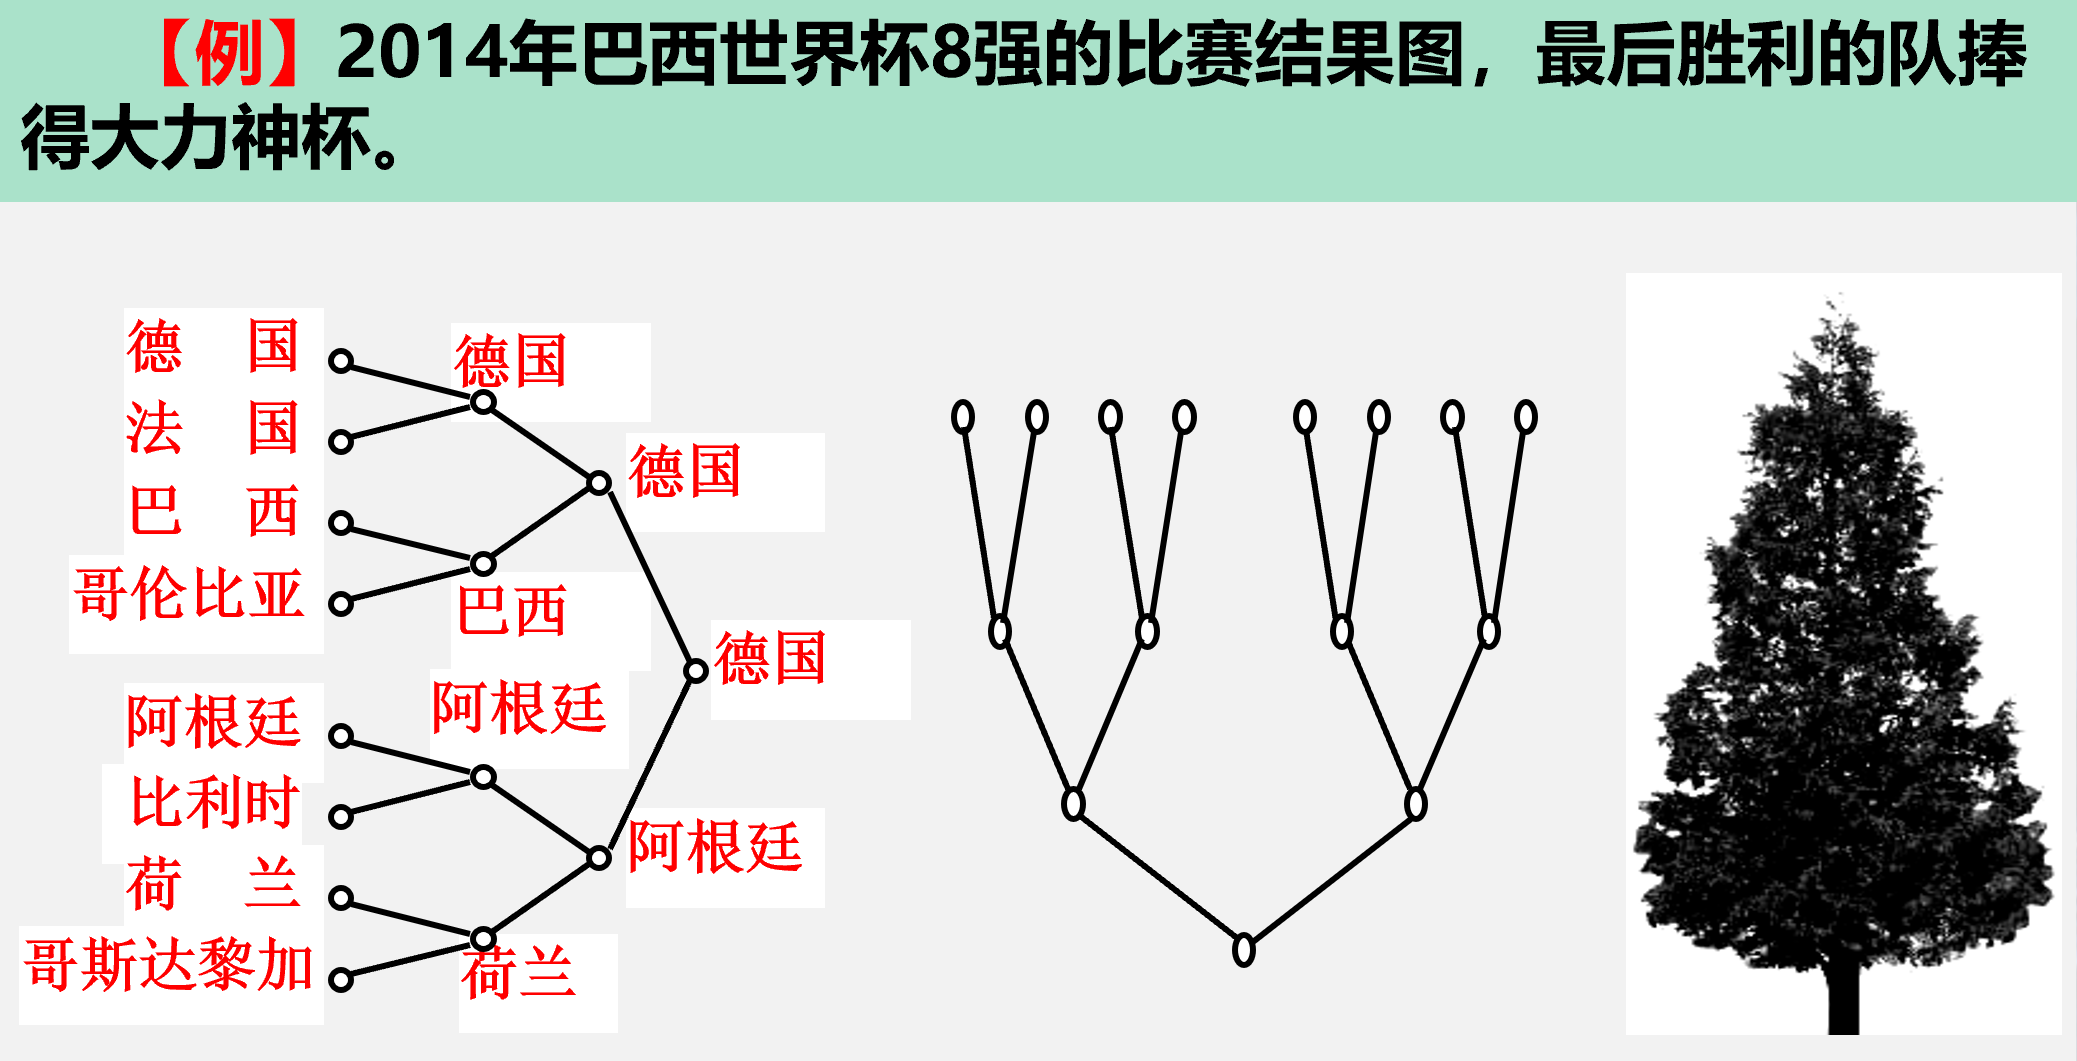 【例】2014年巴西世界杯8强的比赛结果图，最后胜利的队捧
得大力神杯。
德 国
法 国
巴 西
哥伦比亚
阿根廷
比利时
荷 兰
哥斯达黎加
德国
巴西
阿根廷
荷兰
德国
阿根廷
德国